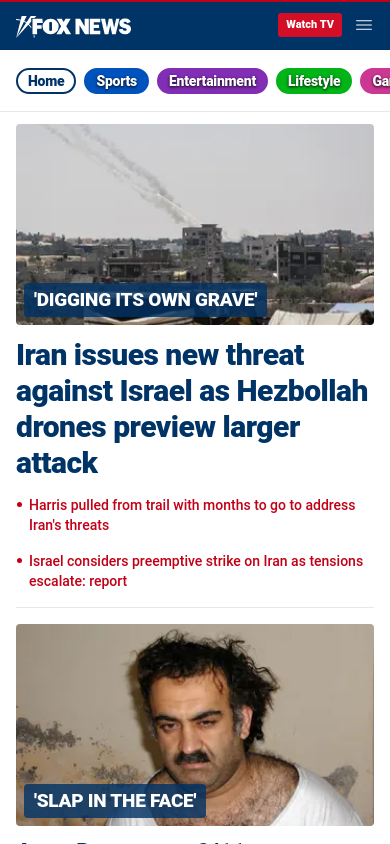 FOX NEWS
Watch TV
Home
Sports
Entertainment
Lifestyle
'DIGGING ITS OWN GRAVE'
Iran issues new threat
against Israel as Hezbollah
drones preview larger
attack
Harris pulled from trail with months to go to address
Iran's threats
Israel considers preemptive strike on Iran as tensions
escalate: report
'SLAP IN THE FACE'